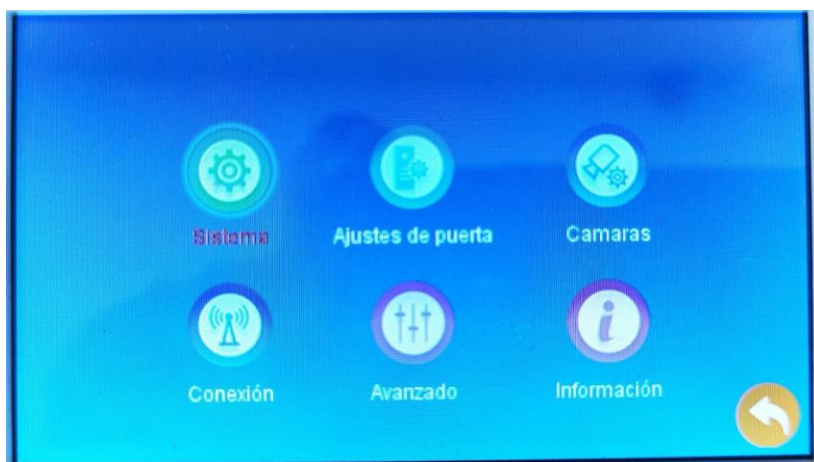 Sistema
Ajustes de puerta
Camaras
Conexión
Avanzado
Información